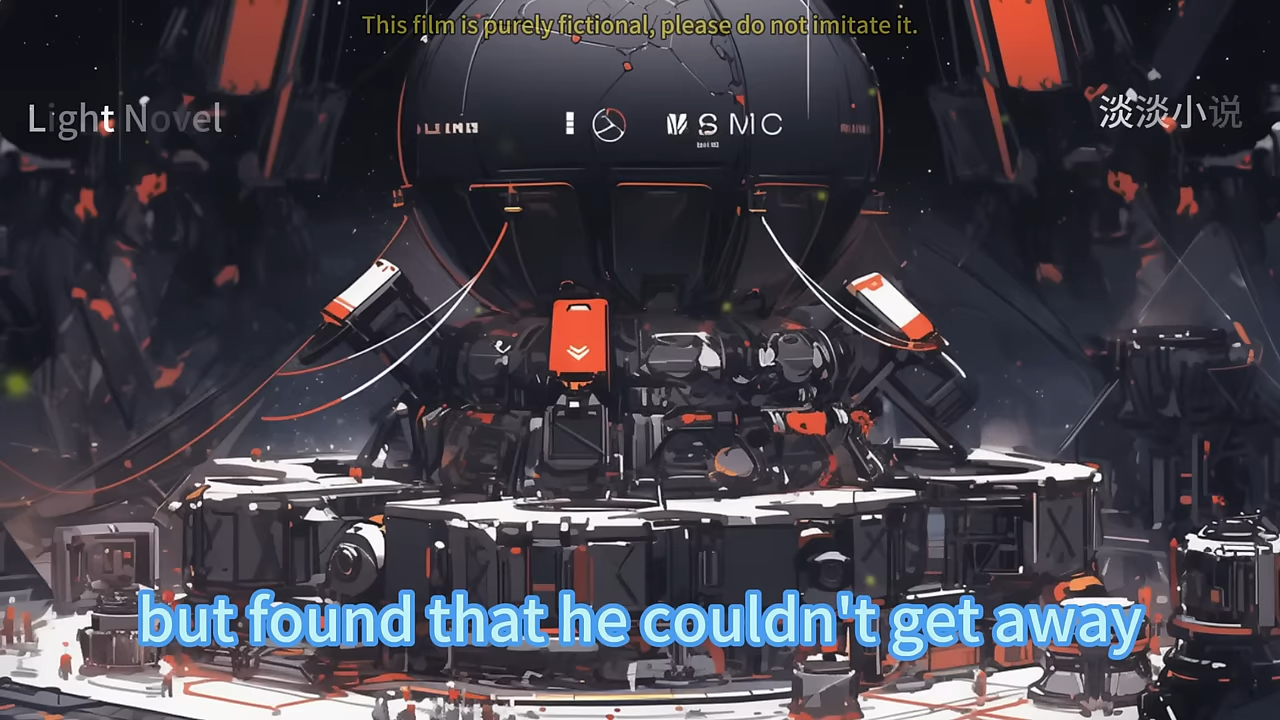 This film is purely fictional, please do not imitate it.
Light Novel
淡淡小说
SMC
but found that he couldn't get away